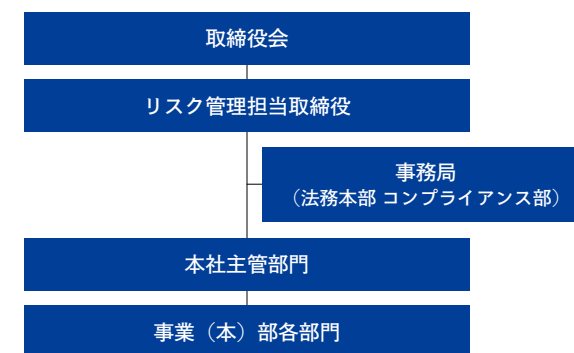 取締役会
リスク管理担当取締役
事務局
（法務本部 コンプライアンス部）
本社主管部門
事業（本）部各部門